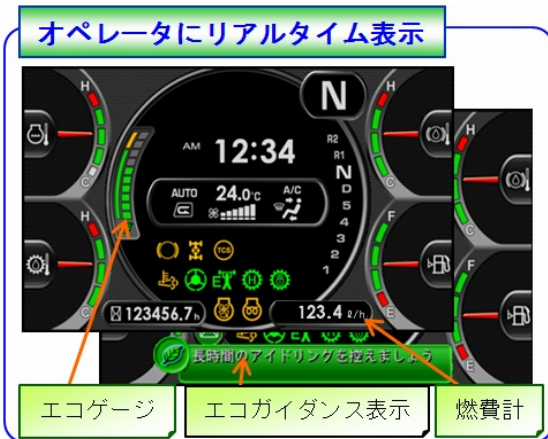 オペレータにリアルタイム表示
H
C
H
C
N
AM 12:34
AUTO 24.0°C A/C
R2
R1
N
D
5
4
3
2
1
H
C
F
E
H
C
F
E
TCS
H
123456.7h
123.4 ℓ/h
長時間のアイドリングを控えましょう
エコゲージ
エコガイダンス表示
燃費計